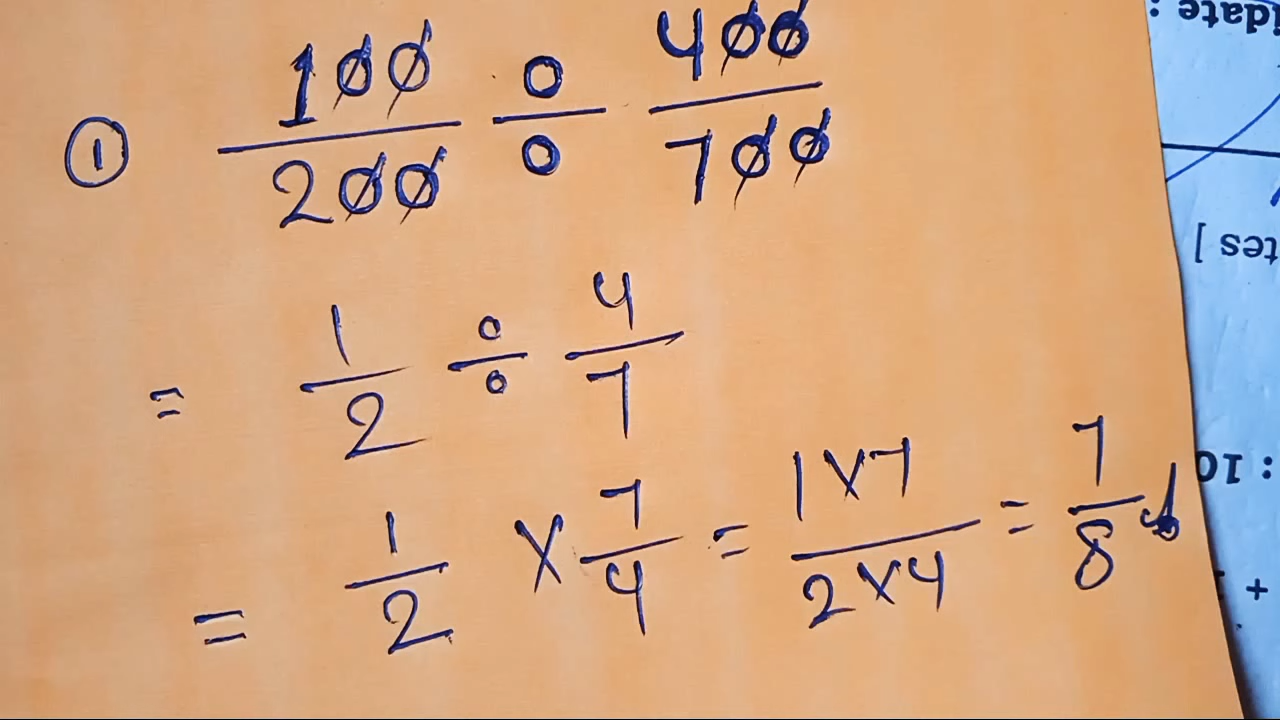 ① 100/200 ÷ 400/700
= 1/2 ÷ 4/7
= 1/2 × 7/4 = 1×7/2×4 = 7/8
idate :
tes ]
: 10
+